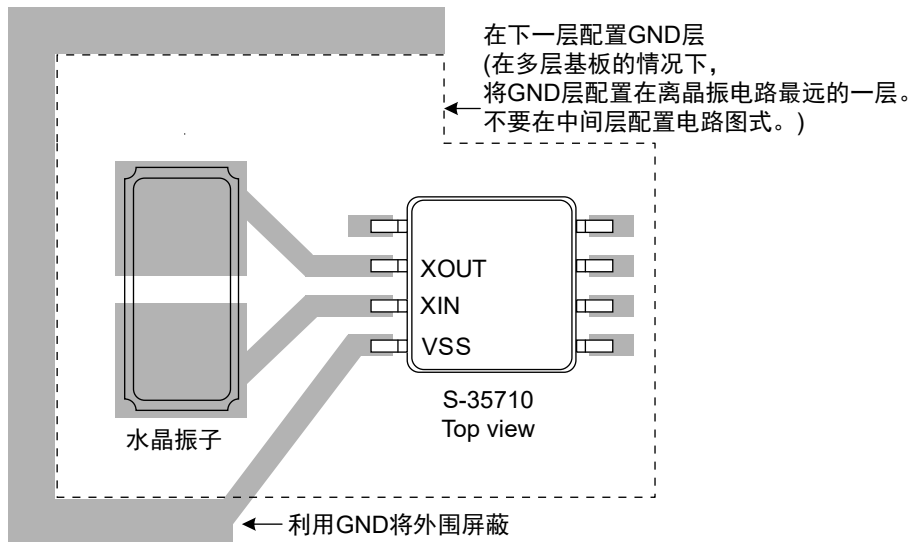 在下一层配置GND层
(在多层基板的情况下，
将GND层配置在离晶振电路最远的一层。
不要在中间层配置电路图式。)
XOUT
XIN
VSS
S-35710
Top view
水晶振子
利用GND将外围屏蔽